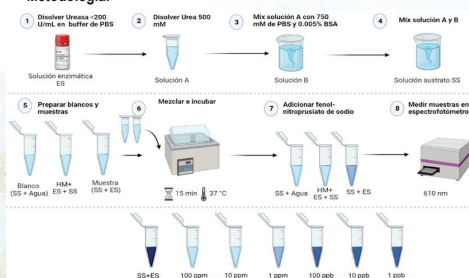 Metodología:
1 Disolver Ureasa <200
U/mL en buffer de PBS
Solución enzimática
ES
2 Disolver Urea 500
mM
Solución A
3 Mix solución A con 750
mM de PBS y 0.005% BSA
Solución B
4 Mix solución A y B
Solución sustrato SS
5 Preparar blancos y
muestras
Blanco
(SS + Agua)
HM+
ES + SS
Muestra
(SS + ES)
6 Mezclar e incubar
15 min 37 °C
7 Adicionar fenol-
nitroprusiato de sodio
SS + Agua
HM+
ES + SS
SS + ES
8 Medir muestras en
espectrofotómetro
610 nm
SS+ES 100 ppm 10 ppm 1 ppm 100 ppb 10 ppb 1 ppb